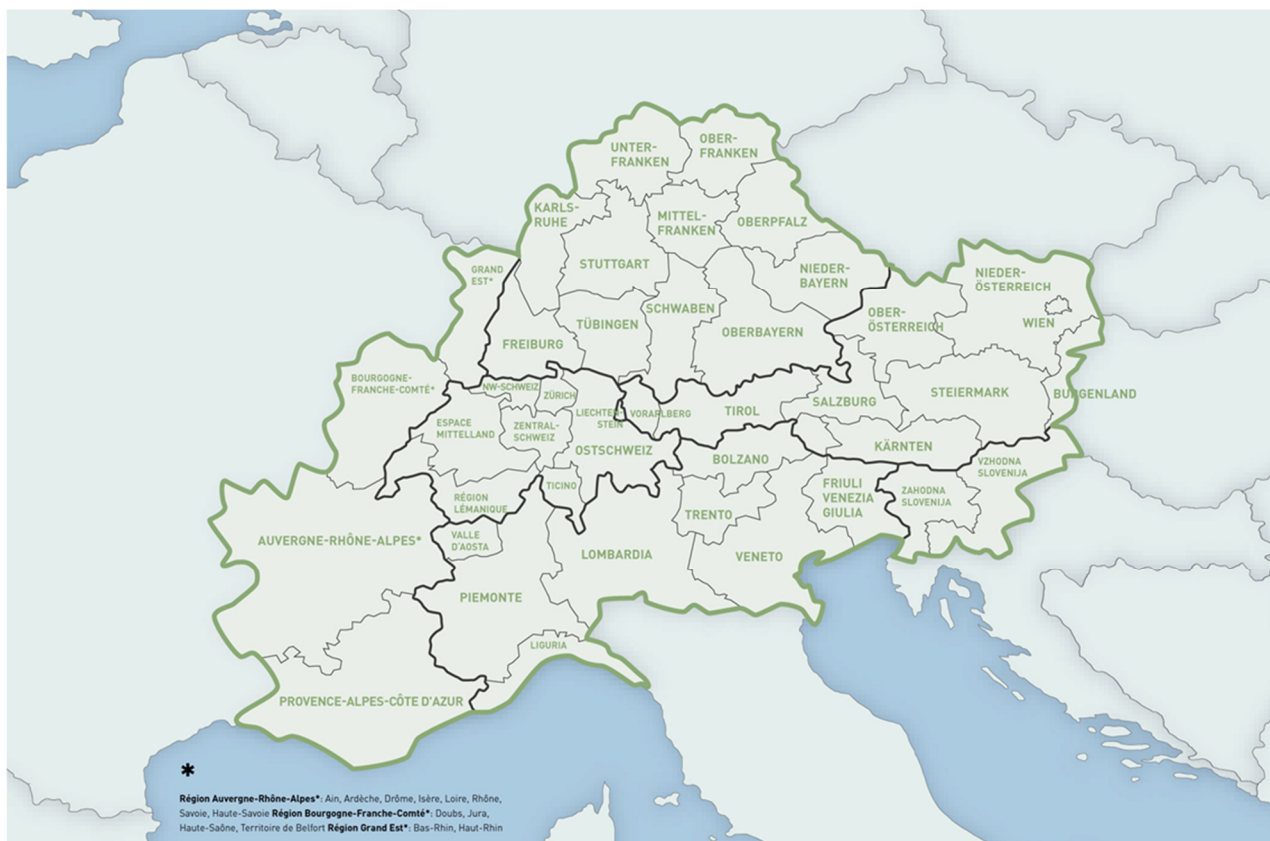 UNTER-
FRANKEN
OBER-
FRANKEN
KARLS-
RUHE
MITTEL-
FRANKEN
OBERPFALZ
GRAND
EST*
STUTTGART
NIEDER-
BAYERN
NIEDER-
ÖSTERREICH
SCHWABEN
TÜBINGEN
OBERBAYERN
OBER-
ÖSTERREICH
WIEN
FREIBURG
BOURGOGNE-
FRANCHE-COMTÉ*
NW-SCHWEIZ
ZÜRICH
LIECHTEN-
STEIN
VORARLBERG
TIROL
SALZBURG
STEIERMARK
BURGENLAND
ESPACE
MITTELLAND
ZENTRAL-
SCHWEIZ
OSTSCHWEIZ
BOLZANO
KÄRNTEN
VZHODNA
SLOVENIJA
RÉGION
LÉMANIQUE
TICINO
TRENTO
FRIULI
VENEZIA
GIULIA
ZAHODNA
SLOVENIJA
AUVERGNE-RHÔNE-ALPES*
VALLE
D'AOSTA
LOMBARDIA
VENETO
PIEMONTE
LIGURIA
PROVENCE-ALPES-CÔTE D'AZUR
*
Région Auvergne-Rhône-Alpes*: Ain, Ardèche, Drôme, Isère, Loire, Rhône,
Savoie, Haute-Savoie Région Bourgogne-Franche-Comté*: Doubs, Jura,
Haute-Saône, Territoire de Belfort Région Grand Est*: Bas-Rhin, Haut-Rhin